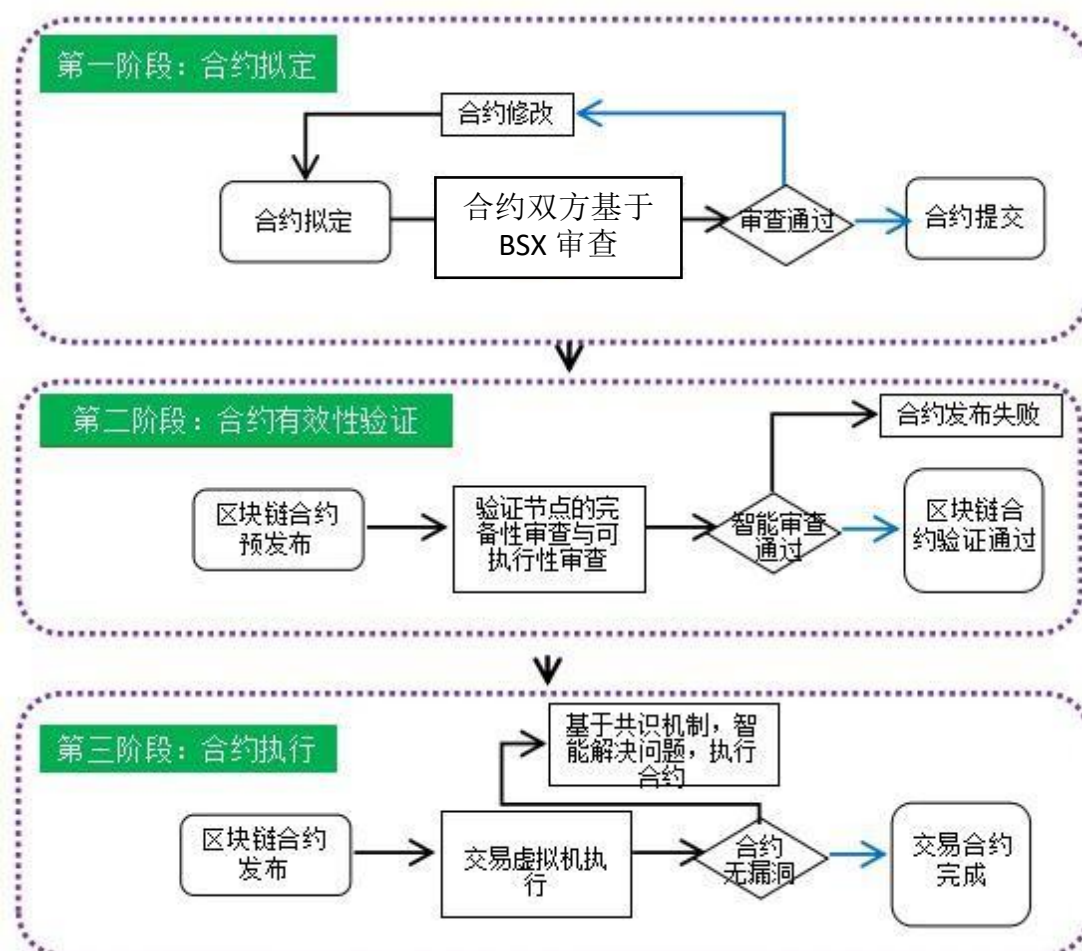 第一阶段：合约拟定
合约修改
合约拟定
合约双方基于
BSX 审查
审查通过
合约提交
第二阶段：合约有效性验证
合约发布失败
区块链合约
预发布
验证节点的完
备性审查与可
执行性审查
智能审查
通过
区块链合
约验证通过
第三阶段：合约执行
基于共识机制，智
能解决问题，执行
合约
区块链合约
发布
交易虚拟机执
行
合约
无漏洞
交易合约
完成